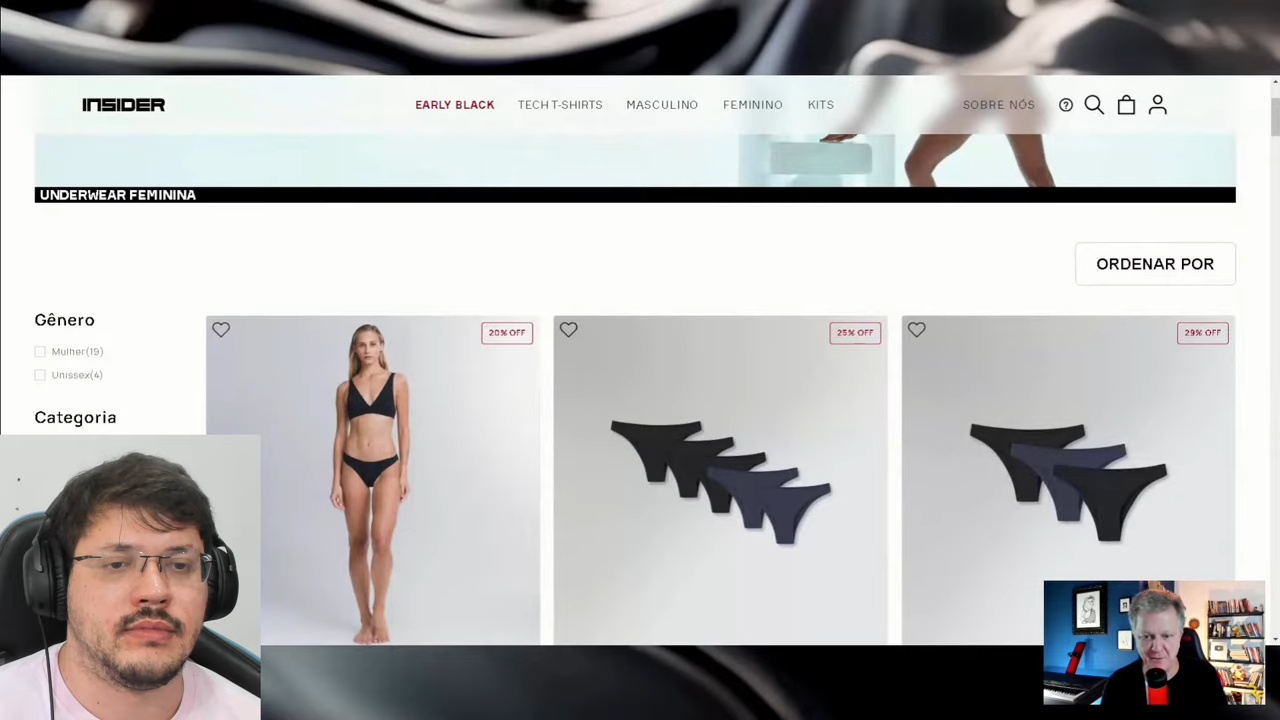 INSIDER
EARLY BLACK TECH T-SHIRTS MASCULINO FEMININO KITS SOBRE NÓS ?
UNDERWEAR FEMININA
ORDENAR POR
Gênero
Mulher(19)
Unissex(4)
Categoria
20% OFF
25% OFF
29% OFF